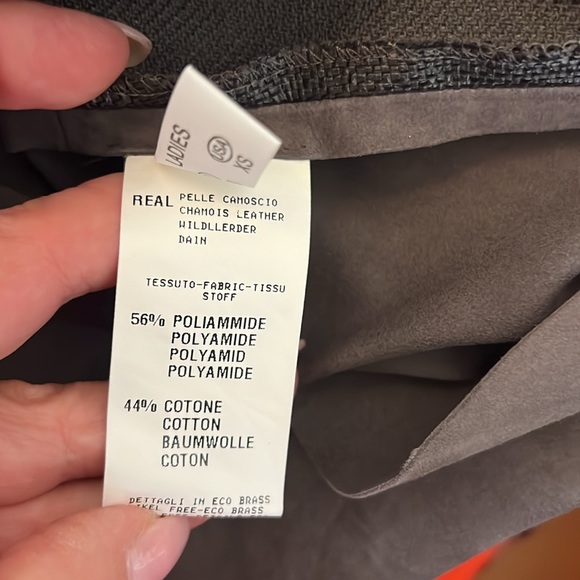 LADIES
USA
XS
REAL PELLE CAMOSCIO
CHAMOIS LEATHER
WILDLLERDER
DAIN
TESSUTO-FABRIC-TISSU
STOFF
56% POLIAMMIDE
POLYAMIDE
POLYAMID
POLYAMIDE
44% COTONE
COTTON
BAUMWOLLE
COTON
DETTAGLI IN ECO BRASS
FREE-ECO BRASS